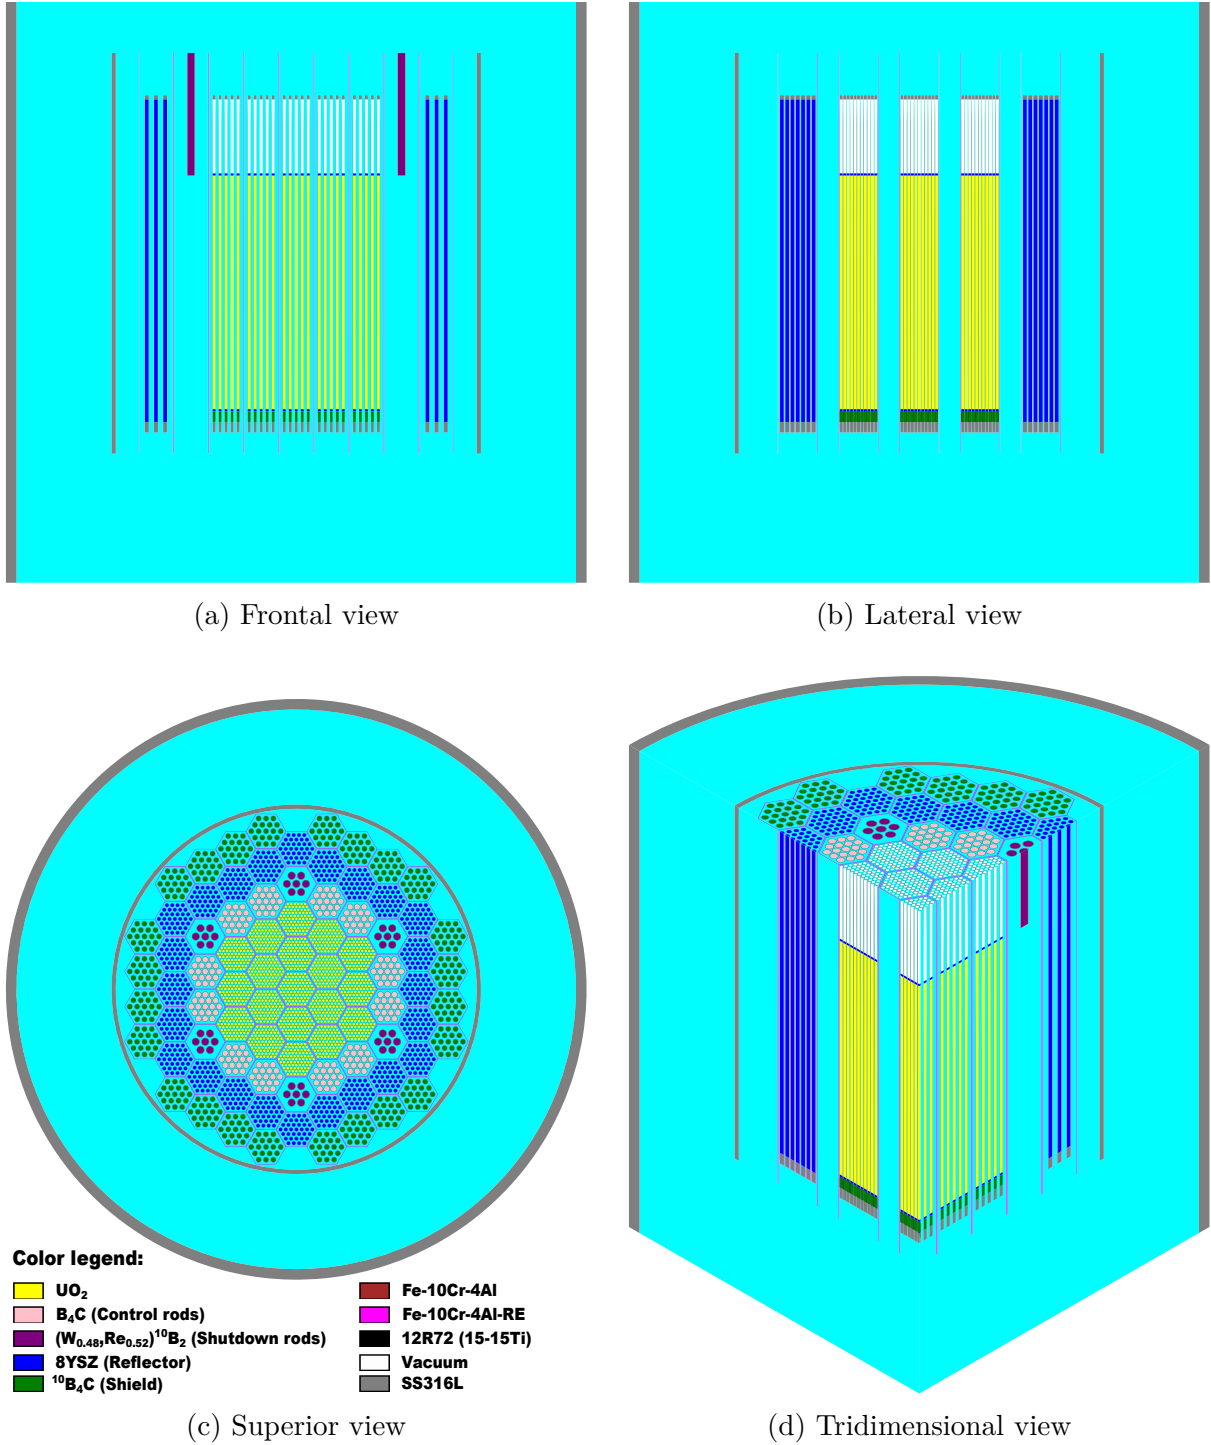 (a) Frontal view
(b) Lateral view
Color legend:
UO₂
B₄C (Control rods)
(W₀.₄₈,Re₀.₅₂)¹⁰B₂ (Shutdown rods)
8YSZ (Reflector)
¹⁰B₄C (Shield)
Fe-10Cr-4Al
Fe-10Cr-4Al-RE
12R72 (15-15Ti)
Vacuum
SS316L
(c) Superior view
(d) Tridimensional view